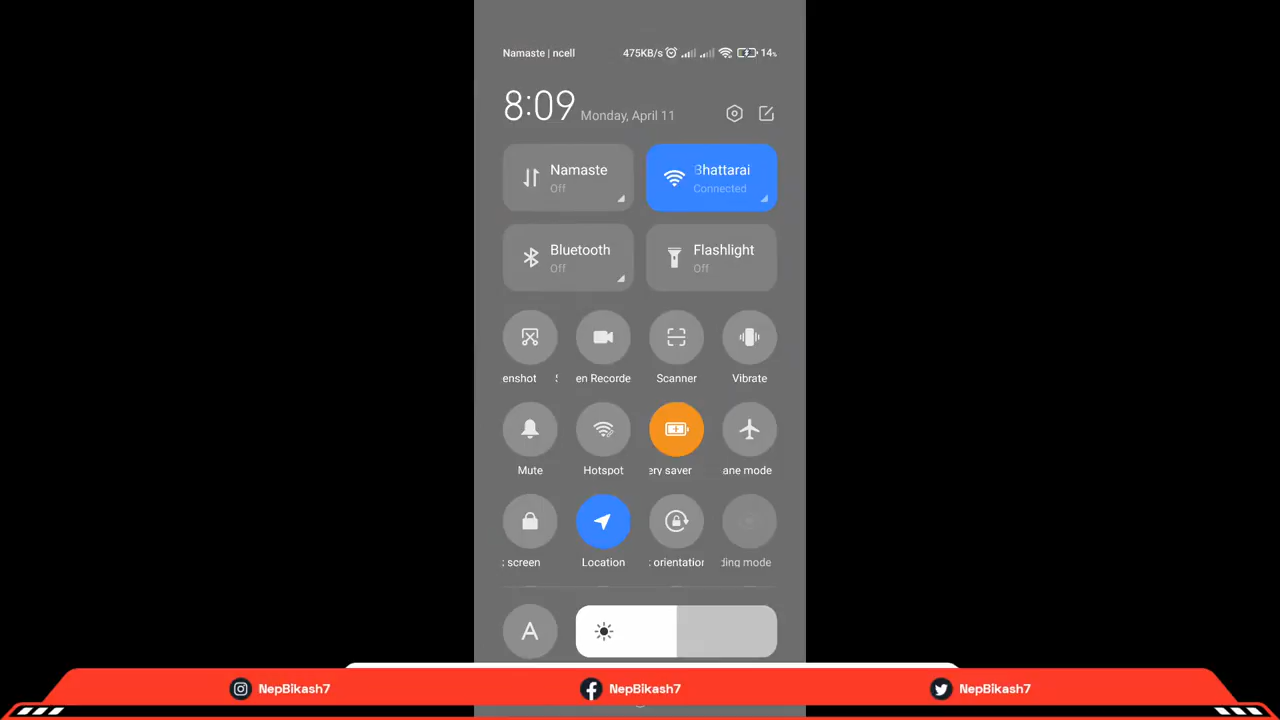 Namaste | ncell 475KB/s 14%
8:09 Monday, April 11
Namaste Bhattarai
Off Connected
Bluetooth Flashlight
Off Off
enshot en Recorde Scanner Vibrate
Mute Hotspot ery saver ane mode
screen Location orientation ding mode
A
NepBikash7 NepBikash7 NepBikash7